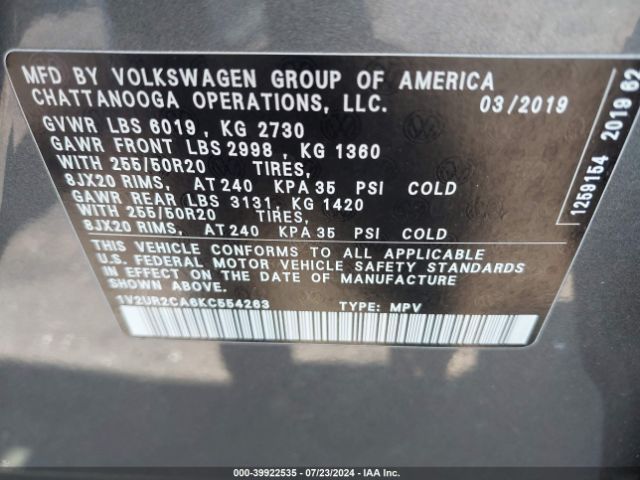 MFD BY VOLKSWAGEN GROUP OF AMERICA
CHATTANOOGA OPERATIONS, LLC. 03/2019
GVWR LBS 6019, KG 2730
GAWR FRONT LBS 2998, KG 1360
WITH 255/50R20 TIRES,
8JX20 RIMS, AT 240 KPA 35 PSI COLD
GAWR REAR LBS 3131, KG 1420
WITH 255/50R20 TIRES,
8JX20 RIMS, AT 240 KPA 35 PSI COLD
THIS VEHICLE CONFORMS TO ALL APPLICABLE
U.S. FEDERAL MOTOR VEHICLE SAFETY STANDARDS
IN EFFECT ON THE DATE OF MANUFACTURE
SHOWN ABOVE
1V2UR2CA6KC554263 TYPE: MPV
1259154 2019 62
000-39922535 / 07/23/2024 - IAA Inc.